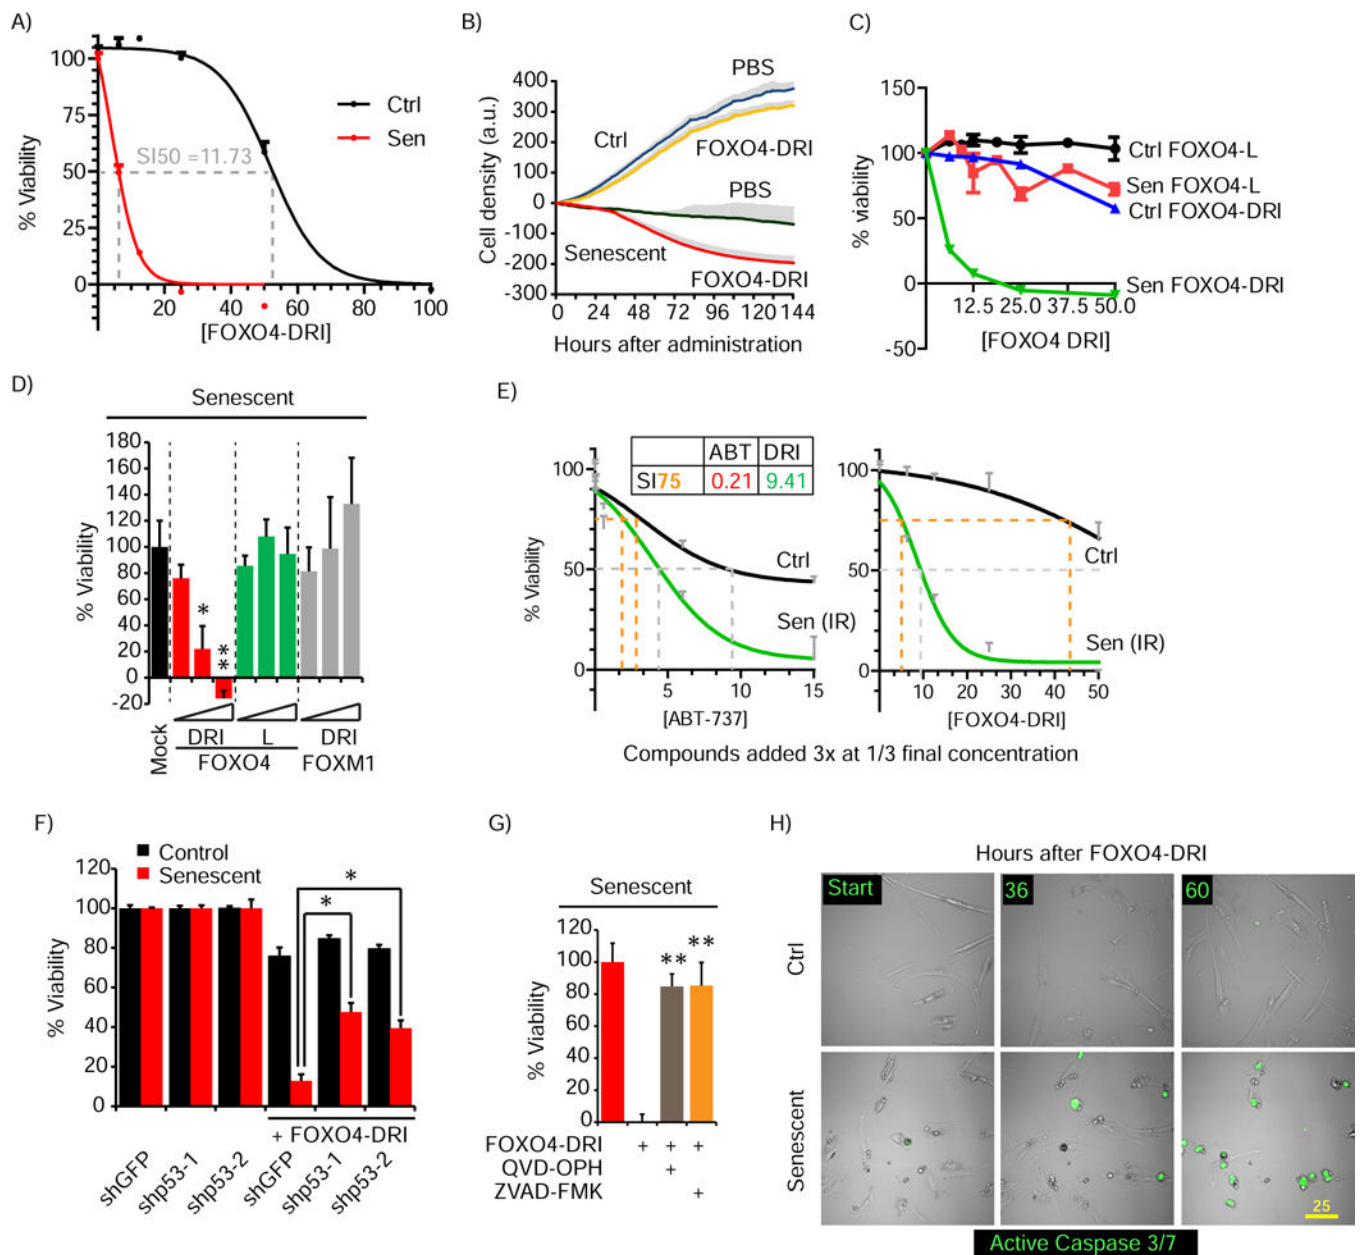 A)
% Viability
100
75
50
25
0
SI50 =11.73
Ctrl
Sen
20
40
60
80
100
[FOXO4-DRI]
B)
Cell density (a.u.)
400
300
200
100
0
-100
-200
-300
PBS
Ctrl
FOXO4-DRI
PBS
Senescent
FOXO4-DRI
0 24 48 72 96 120 144
Hours after administration
C)
% viability
150
100
50
0
-50
Ctrl FOXO4-L
Sen FOXO4-L
Ctrl FOXO4-DRI
Sen FOXO4-DRI
12.5 25.0 37.5 50.0
[FOXO4 DRI]
D)
Senescent
% Viability
180
160
140
120
100
80
60
40
20
0
-20
*
**
Mock
DRI L DRI
FOXO4 FOXM1
E)
ABT DRI
SI75 0.21 9.41
% Viability
100
50
0
Ctrl
Sen (IR)
5 10 15
[ABT-737]
100
50
0
Ctrl
Sen (IR)
10 20 30 40 50
[FOXO4-DRI]
Compounds added 3x at 1/3 final concentration
F)
Control
Senescent
% Viability
120
100
80
60
40
20
0
*
*
+ FOXO4-DRI
shGFP
shp53-1
shp53-2
shGFP
shp53-1
shp53-2
G)
Senescent
% Viability
120
100
80
60
40
20
0
**
**
FOXO4-DRI + + +
QVD-OPH +
ZVAD-FMK +
H)
Hours after FOXO4-DRI
Start
36
60
Ctrl
Senescent
25
Active Caspase 3/7